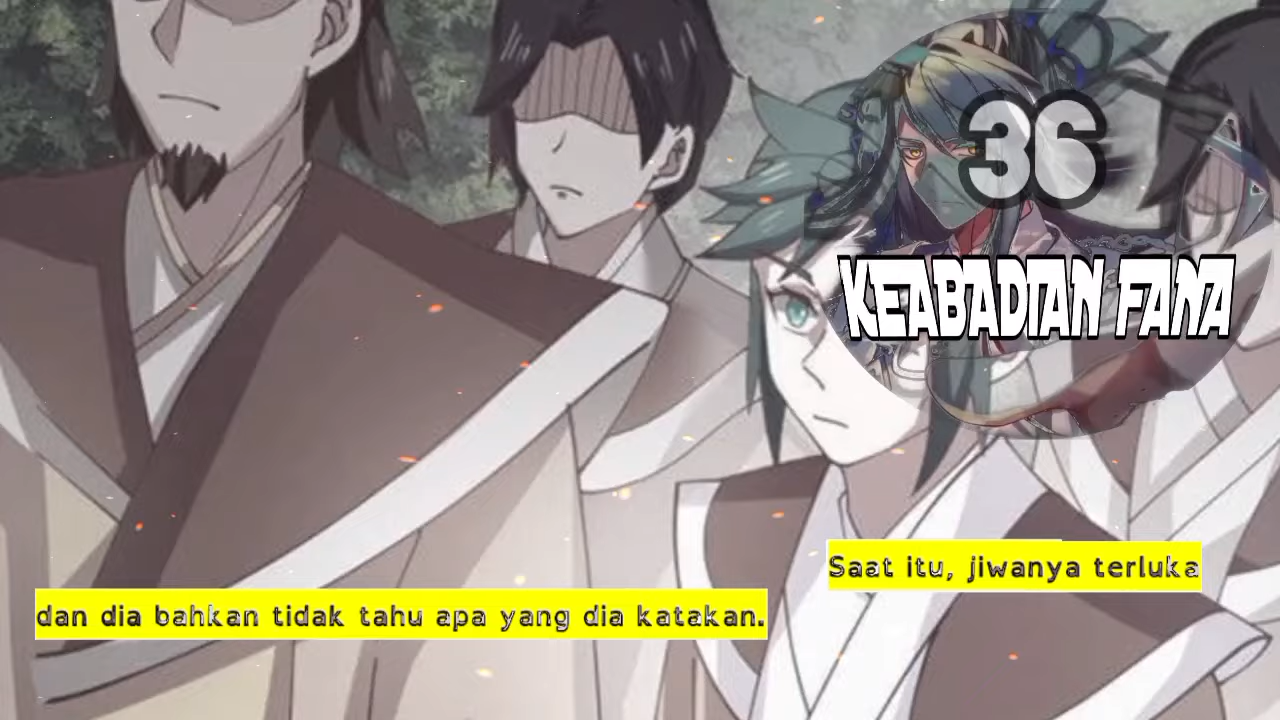 36
KEABADIAN FANA
Saat itu, jiwanya terluka
dan dia bahkan tidak tahu apa yang dia katakan.